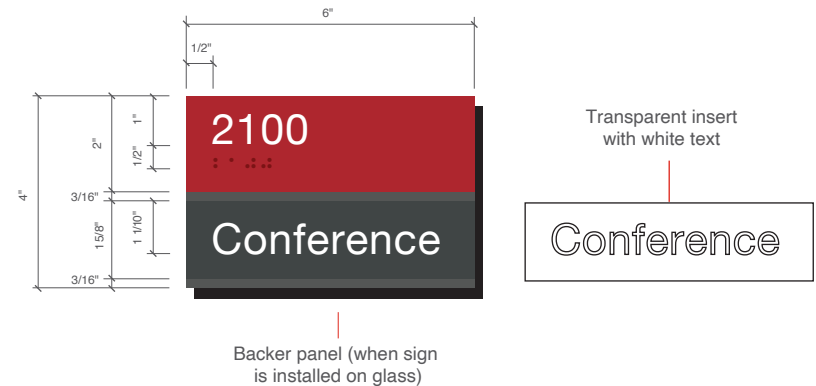 6"
1/2"
4"
2"
1"
1/2"
3/16"
1 5/8"
1 1/10"
3/16"
2100
⠃⠁⠚⠚
Conference
Transparent insert
with white text
Conference
Backer panel (when sign
is installed on glass)